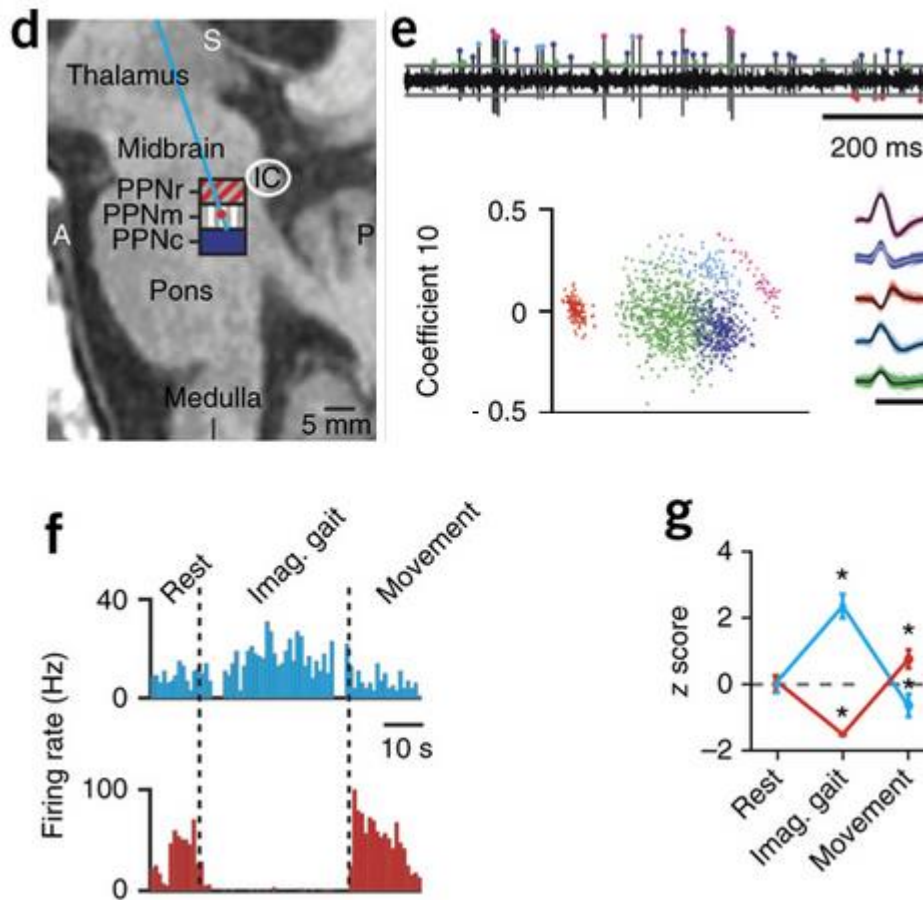 d
S
Thalamus
Midbrain
IC
PPNr
PPNm
PPNc
A
P
Pons
Medulla
5 mm
e
200 ms
Coefficient 10
0.5
0
- 0.5
f
Rest
Imag. gait
Movement
Firing rate (Hz)
40
0
10 s
100
0
g
z score
4
*
2
*
*
0
*
–2
Rest
Imag. gait
Movement